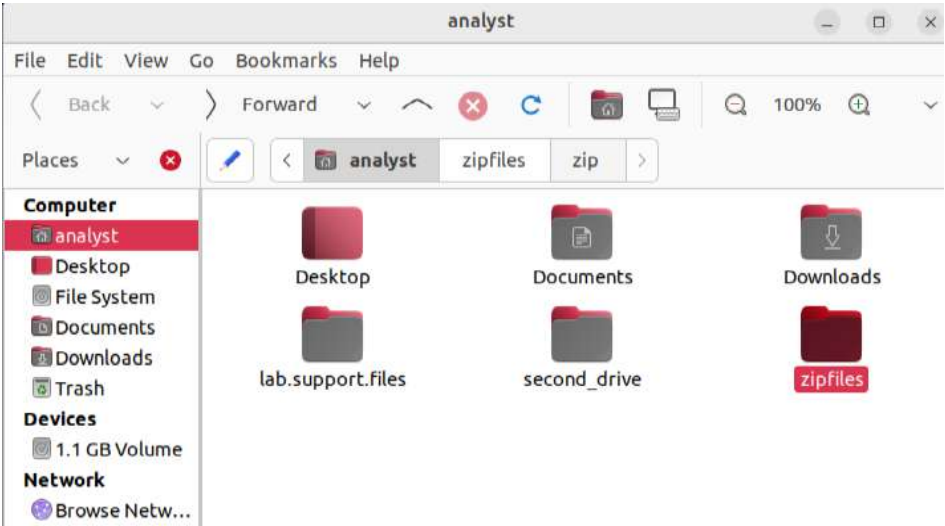 analyst
File Edit View Go Bookmarks Help
Back Forward 100%
Places analyst zipfiles zip
Computer
analyst
Desktop
File System
Documents
Downloads
Trash
Devices
1.1 GB Volume
Network
Browse Netw...
Desktop Documents Downloads
lab.support.files second_drive zipfiles